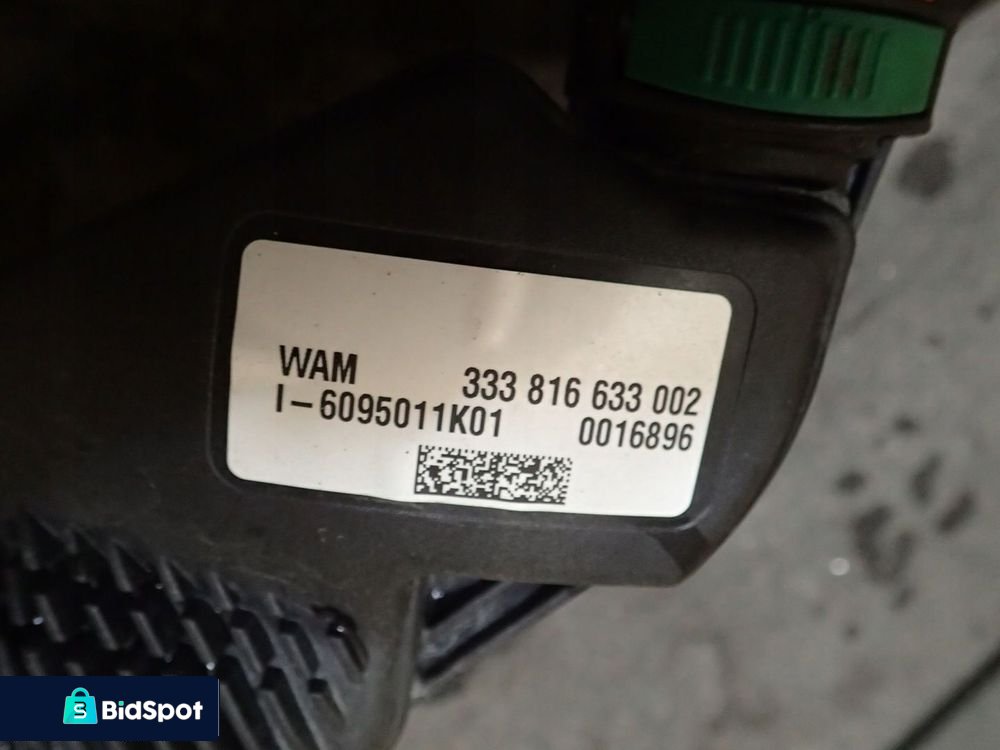 WAM 333 816 633 002
I-6095011K01 0016896
BidSpot